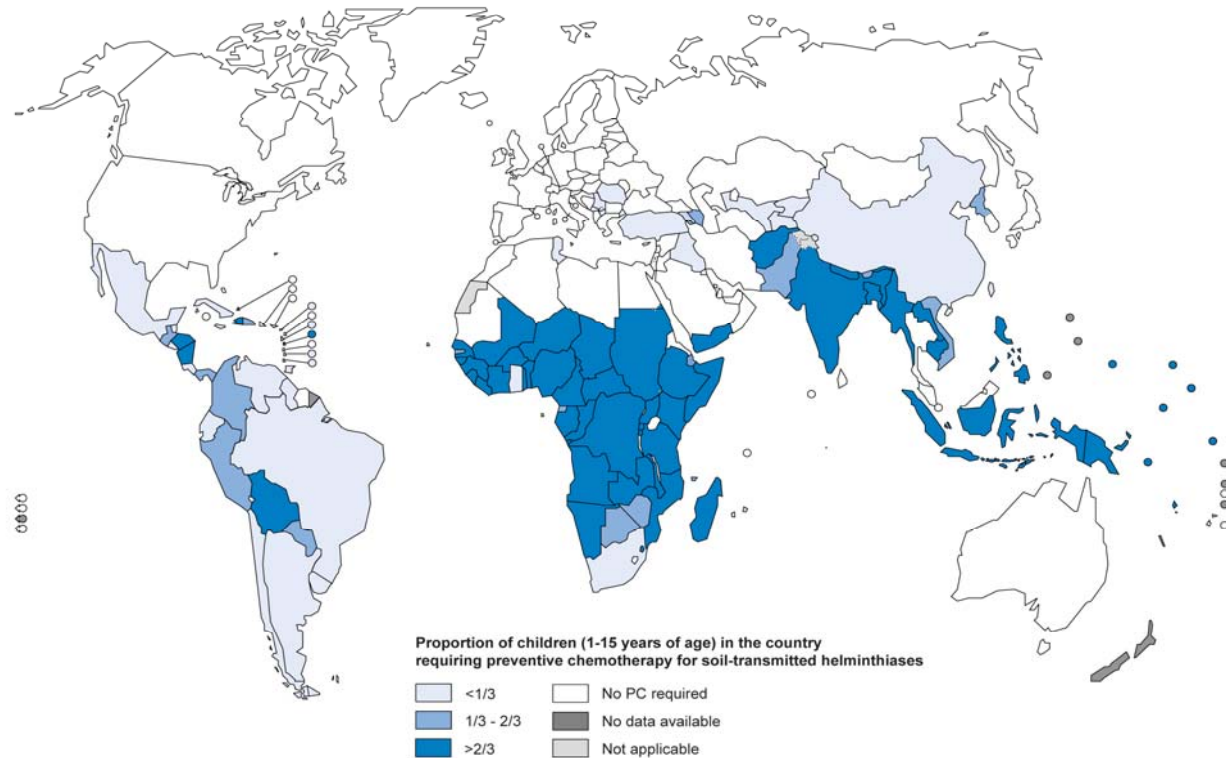 Proportion of children (1-15 years of age) in the country
requiring preventive chemotherapy for soil-transmitted helminthiases
<1/3
No PC required
1/3 - 2/3
No data available
>2/3
Not applicable